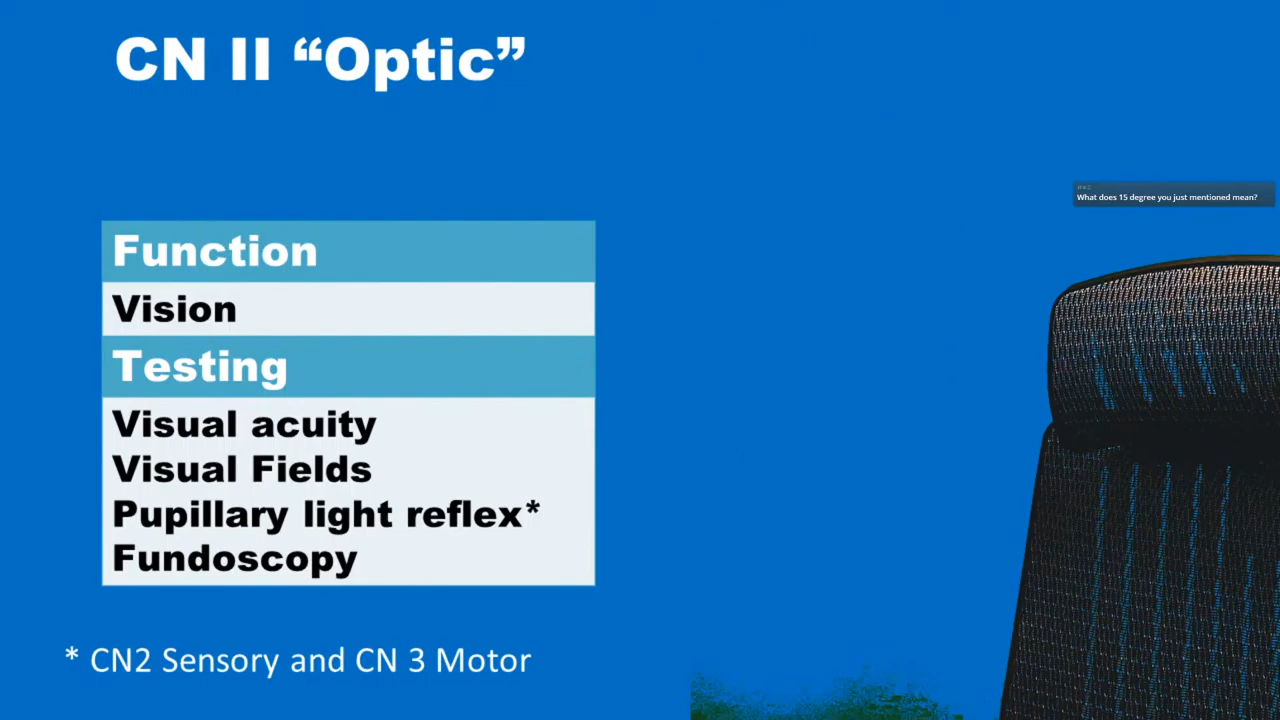 CN II “Optic”
What does 15 degree you just mentioned mean?
Function
Vision
Testing
Visual acuity
Visual Fields
Pupillary light reflex*
Fundoscopy
* CN2 Sensory and CN 3 Motor